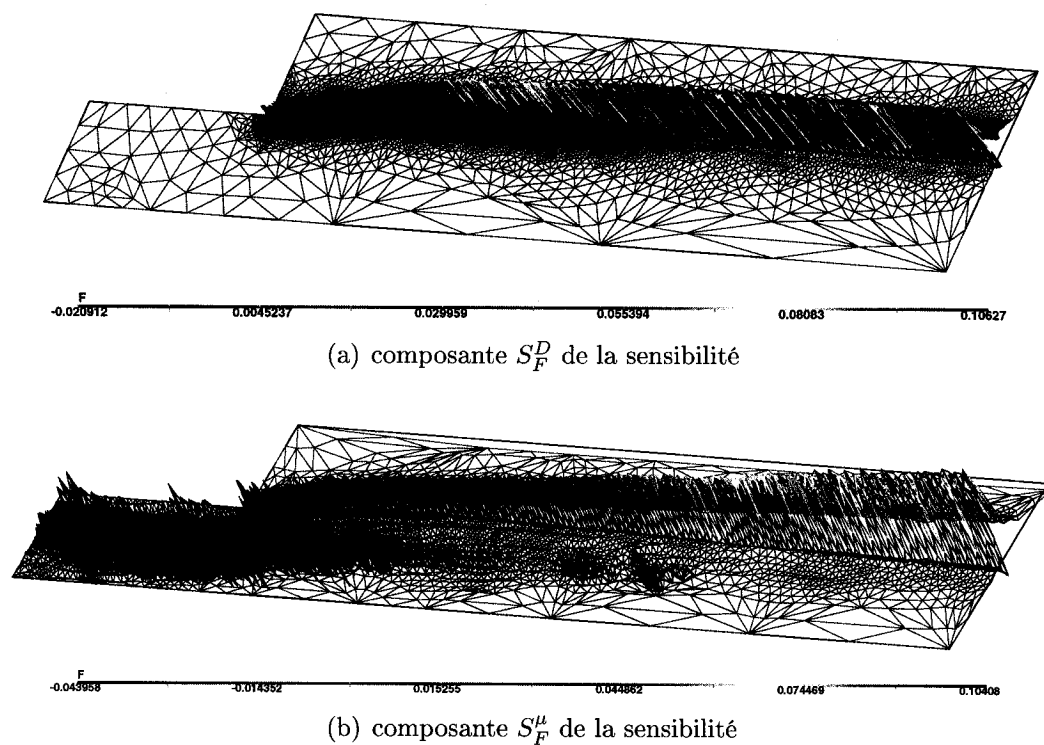 F
-0.020912 0.0045237 0.029959 0.055394 0.08083 0.10627
(a) composante $S_F^D$ de la sensibilité
F
-0.043958 -0.014352 0.015255 0.044862 0.074469 0.10408
(b) composante $S_F^\mu$ de la sensibilité